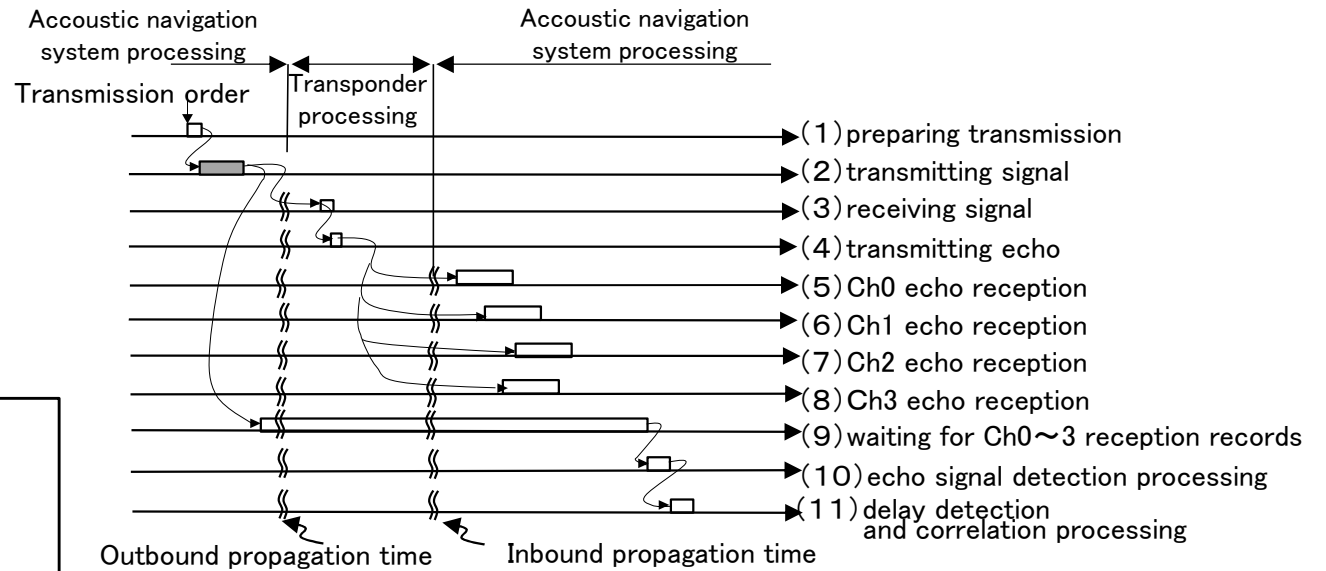 Accoustic navigation
system processing
Accoustic navigation
system processing
Transponder
processing
Transmission order
(1)preparing transmission
(2)transmitting signal
(3)receiving signal
(4)transmitting echo
(5)Ch0 echo reception
(6)Ch1 echo reception
(7)Ch2 echo reception
(8)Ch3 echo reception
(9)waiting for Ch0～3 reception records
(10)echo signal detection processing
(11)delay detection
and correlation processing
Outbound propagation time
Inbound propagation time